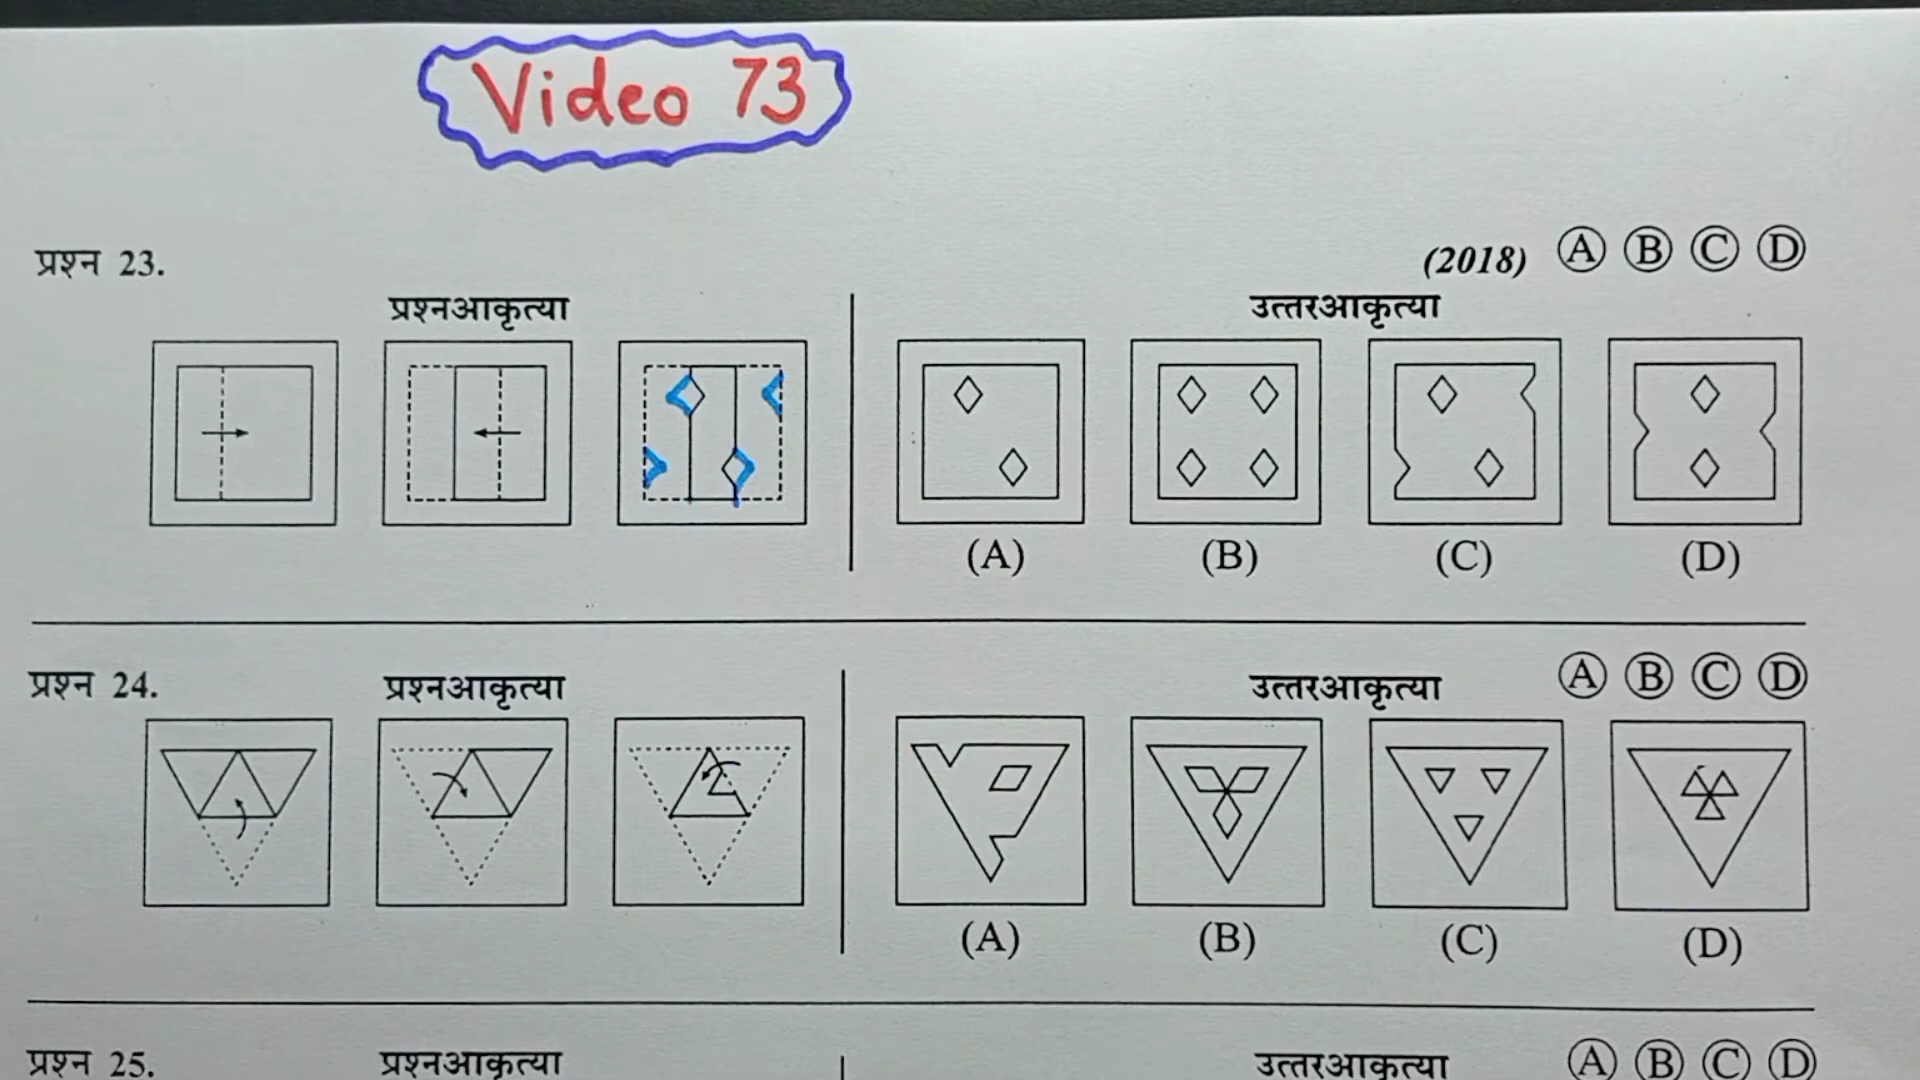 Video 73
प्रश्न 23.
(2018) Ⓐ Ⓑ Ⓒ Ⓓ
प्रश्नआकृत्या
उत्तरआकृत्या
(A) (B) (C) (D)
प्रश्न 24.
प्रश्नआकृत्या
उत्तरआकृत्या
Ⓐ Ⓑ Ⓒ Ⓓ
(A) (B) (C) (D)
प्रश्न 25.
प्रश्नआकृत्या
उत्तरआकृत्या
Ⓐ Ⓑ Ⓒ Ⓓ